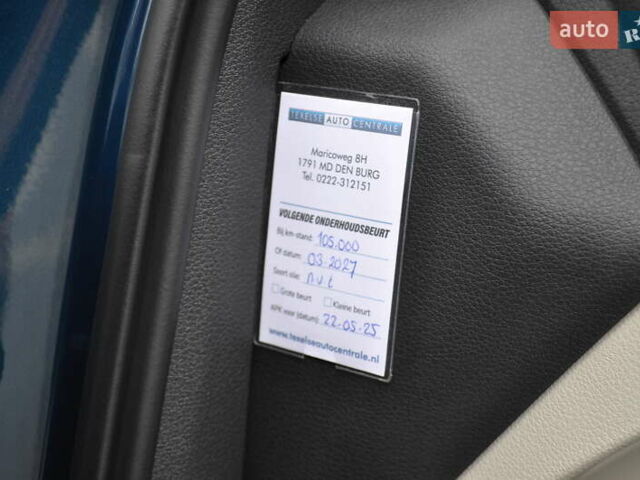 auto
R
TEXELSE AUTO CENTRALE
Maricoweg 8H
1791 MD DEN BURG
Tel. 0222-312151
VOLGENDE ONDERHOUDSBEURT
Bij km-stand: 105.000
Of datum: 03-2027
Soort olie: n.v.t
Grote beurt Kleine beurt
APK voor (datum): 22-05-25
www.texelseautocentrale.nl